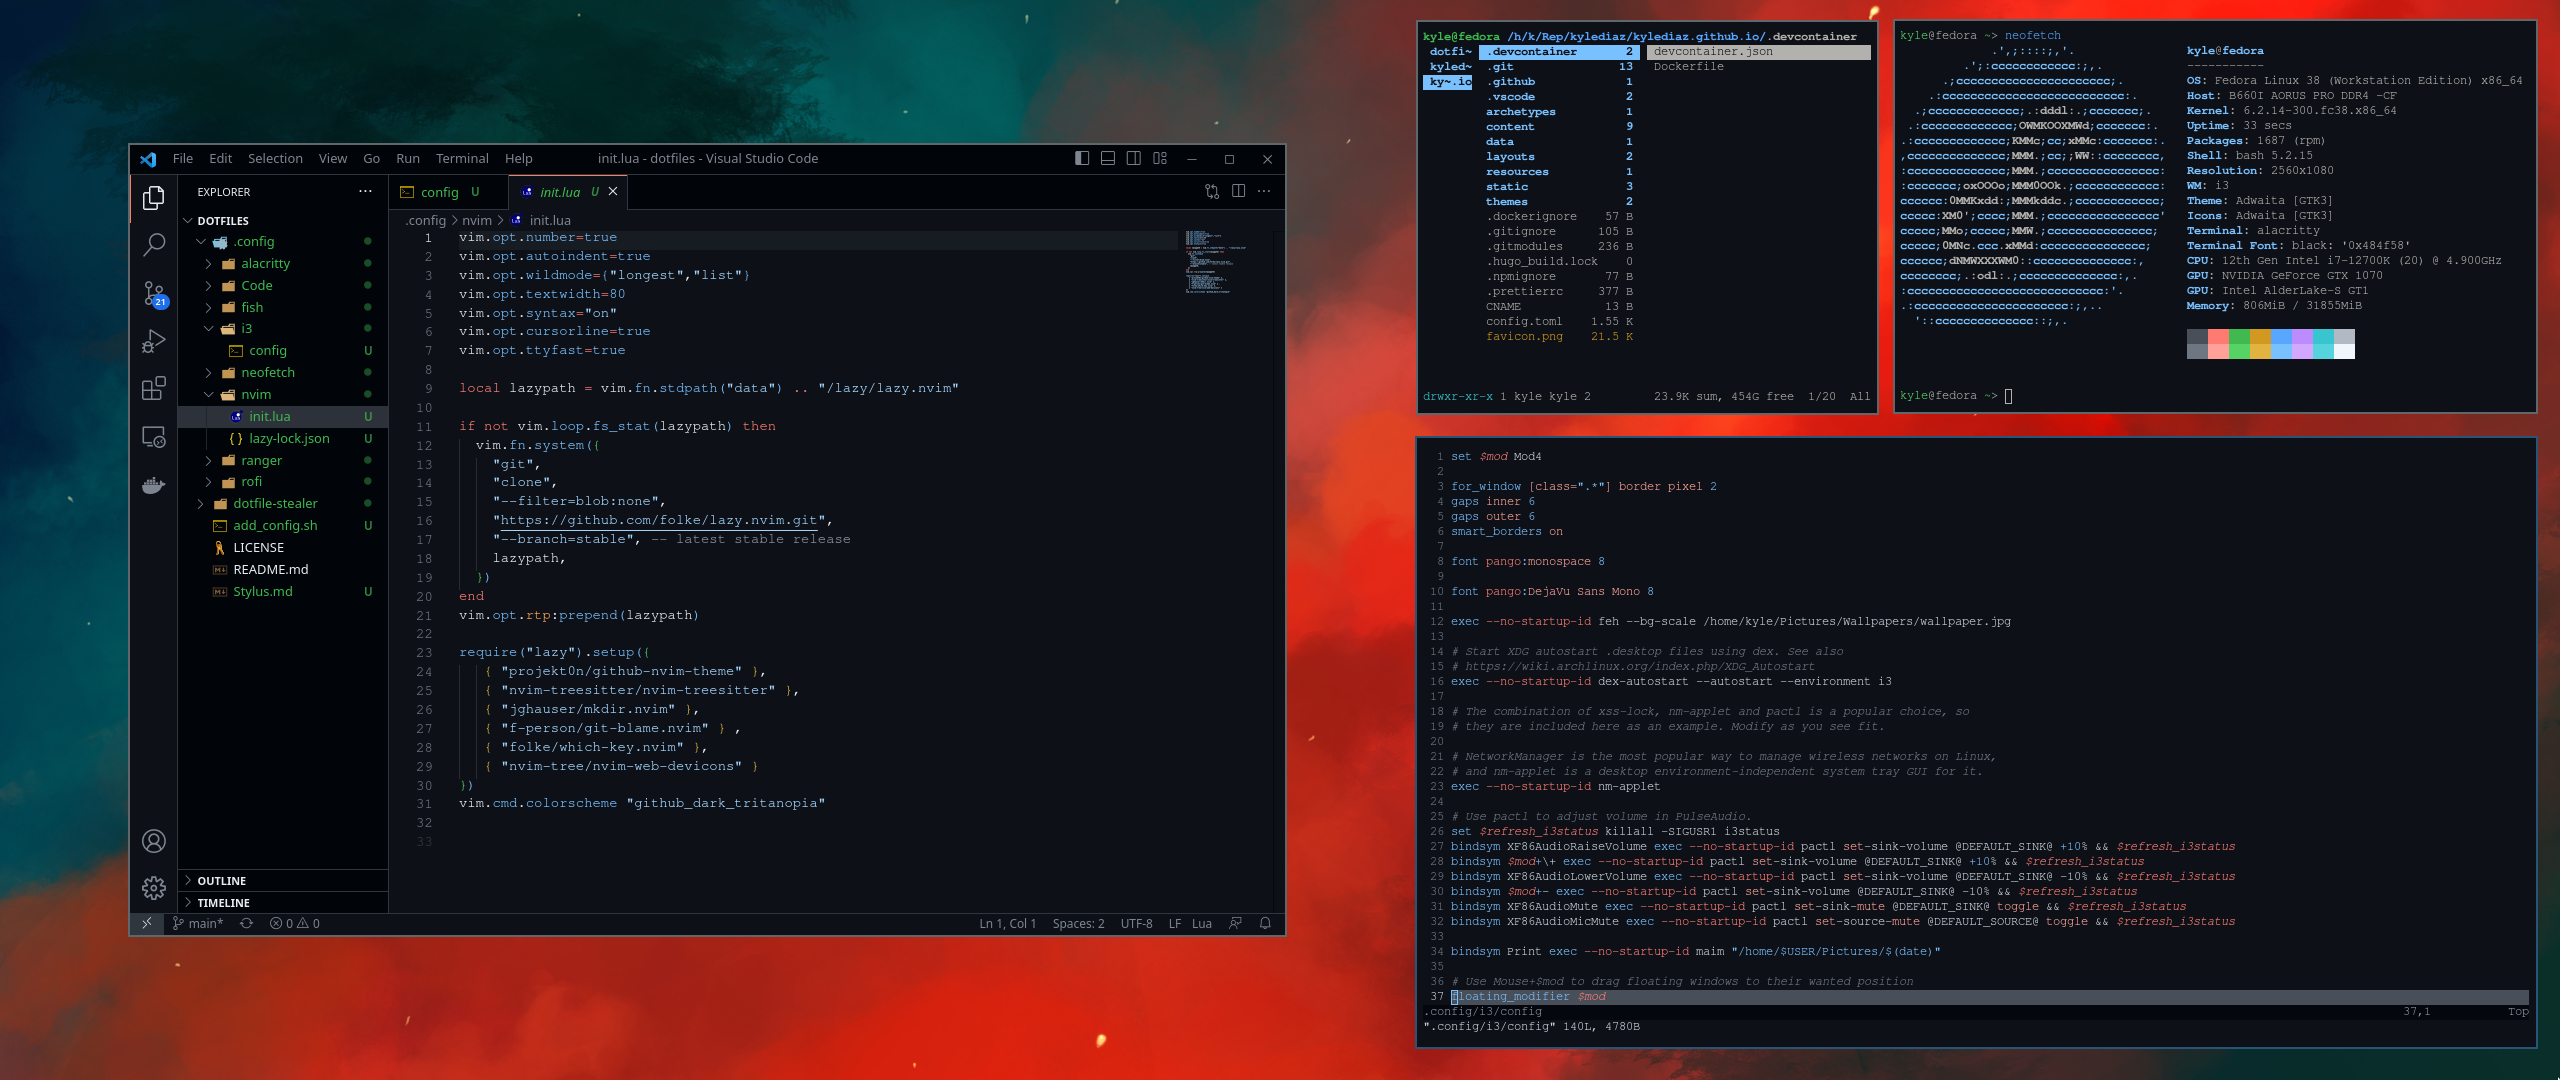 File Edit Selection View Go Run Terminal Help
init.lua - dotfiles - Visual Studio Code
EXPLORER
DOTFILES
.config
alacritty
Code
fish
i3
config U
neofetch
nvim
init.lua U
lazy-lock.json U
ranger
rofi
dotfile-stealer
add_config.sh U
LICENSE
README.md
Stylus.md U
OUTLINE
TIMELINE
21
config U
init.lua U
.config > nvim > init.lua
1 vim.opt.number=true
2 vim.opt.autoindent=true
3 vim.opt.wildmode={"longest","list"}
4 vim.opt.textwidth=80
5 vim.opt.syntax="on"
6 vim.opt.cursorline=true
7 vim.opt.ttyfast=true
8
9 local lazypath = vim.fn.stdpath("data") .. "/lazy/lazy.nvim"
10
11 if not vim.loop.fs_stat(lazypath) then
12 vim.fn.system({
13 "git",
14 "clone",
15 "--filter=blob:none",
16 "https://github.com/folke/lazy.nvim.git",
17 "--branch=stable", -- latest stable release
18 lazypath,
19 })
20 end
21 vim.opt.rtp:prepend(lazypath)
22
23 require("lazy").setup({
24 { "projekt0n/github-nvim-theme" },
25 { "nvim-treesitter/nvim-treesitter" },
26 { "jghauser/mkdir.nvim" },
27 { "f-person/git-blame.nvim" } ,
28 { "folke/which-key.nvim" },
29 { "nvim-tree/nvim-web-devicons" }
30 })
31 vim.cmd.colorscheme "github_dark_tritanopia"
32
33
main* 0 0 Ln 1, Col 1 Spaces: 2 UTF-8 LF Lua
kyle@fedora /h/k/Rep/kylediaz/kylediaz.github.io/.devcontainer
dotfi~ .devcontainer 2 devcontainer.json
kyled~ .git 13 Dockerfile
ky~.io .github 1
.vscode 2
archetypes 1
content 9
data 1
layouts 2
resources 1
static 3
themes 2
.dockerignore 57 B
.gitignore 105 B
.gitmodules 236 B
.hugo_build.lock 0
.npmignore 77 B
.prettierrc 377 B
CNAME 13 B
config.toml 1.55 K
favicon.png 21.5 K
drwxr-xr-x 1 kyle kyle 2 23.9K sum, 454G free 1/20 All
kyle@fedora ~> neofetch
kyle@fedora
-----------
OS: Fedora Linux 38 (Workstation Edition) x86_64
Host: B660I AORUS PRO DDR4 -CF
Kernel: 6.2.14-300.fc38.x86_64
Uptime: 33 secs
Packages: 1687 (rpm)
Shell: bash 5.2.15
Resolution: 2560x1080
WM: i3
Theme: Adwaita [GTK3]
Icons: Adwaita [GTK3]
Terminal: alacritty
Terminal Font: black: '0x484f58'
CPU: 12th Gen Intel i7-12700K (20) @ 4.900GHz
GPU: NVIDIA GeForce GTX 1070
GPU: Intel AlderLake-S GT1
Memory: 806MiB / 31855MiB
kyle@fedora ~>
1 set $mod Mod4
2
3 for_window [class=".*"] border pixel 2
4 gaps inner 6
5 gaps outer 6
6 smart_borders on
7
8 font pango:monospace 8
9
10 font pango:DejaVu Sans Mono 8
11
12 exec --no-startup-id feh --bg-scale /home/kyle/Pictures/Wallpapers/wallpaper.jpg
13
14 # Start XDG autostart .desktop files using dex. See also
15 # https://wiki.archlinux.org/index.php/XDG_Autostart
16 exec --no-startup-id dex-autostart --autostart --environment i3
17
18 # The combination of xss-lock, nm-applet and pactl is a popular choice, so
19 # they are included here as an example. Modify as you see fit.
20
21 # NetworkManager is the most popular way to manage wireless networks on Linux,
22 # and nm-applet is a desktop environment-independent system tray GUI for it.
23 exec --no-startup-id nm-applet
24
25 # Use pactl to adjust volume in PulseAudio.
26 set $refresh_i3status killall -SIGUSR1 i3status
27 bindsym XF86AudioRaiseVolume exec --no-startup-id pactl set-sink-volume @DEFAULT_SINK@ +10% && $refresh_i3status
28 bindsym $mod+\+ exec --no-startup-id pactl set-sink-volume @DEFAULT_SINK@ +10% && $refresh_i3status
29 bindsym XF86AudioLowerVolume exec --no-startup-id pactl set-sink-volume @DEFAULT_SINK@ -10% && $refresh_i3status
30 bindsym $mod+- exec --no-startup-id pactl set-sink-volume @DEFAULT_SINK@ -10% && $refresh_i3status
31 bindsym XF86AudioMute exec --no-startup-id pactl set-sink-mute @DEFAULT_SINK@ toggle && $refresh_i3status
32 bindsym XF86AudioMicMute exec --no-startup-id pactl set-source-mute @DEFAULT_SOURCE@ toggle && $refresh_i3status
33
34 bindsym Print exec --no-startup-id maim "/home/$USER/Pictures/$(date)"
35
36 # Use Mouse+$mod to drag floating windows to their wanted position
37 floating_modifier $mod
.config/i3/config 37,1 Top
".config/i3/config" 140L, 4780B